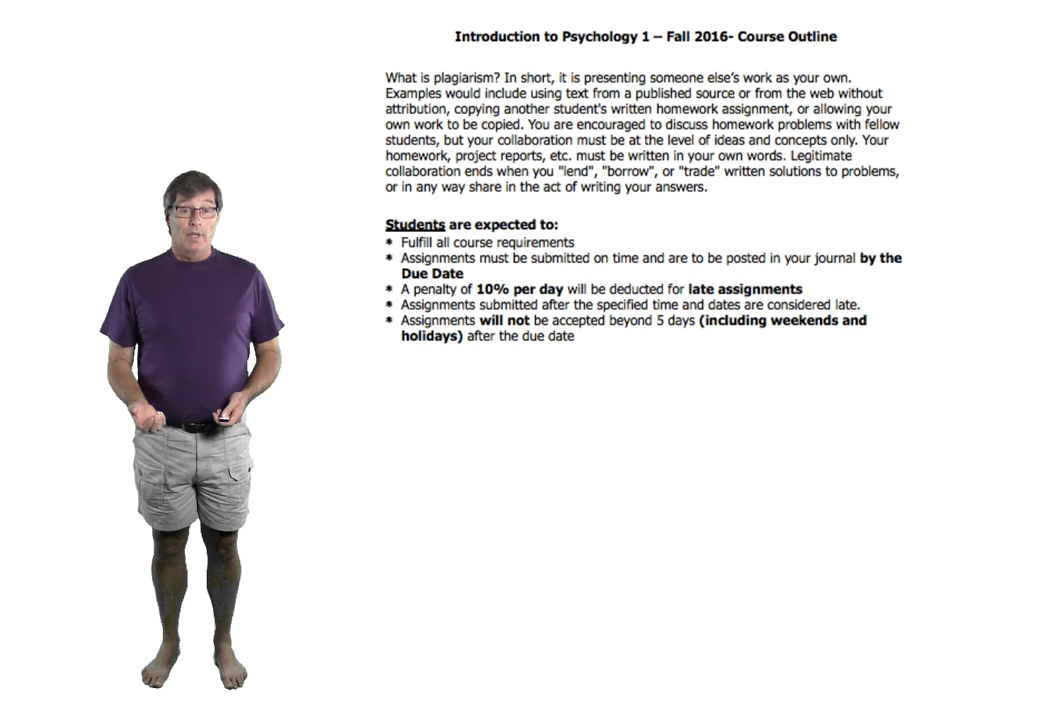 Introduction to Psychology 1 – Fall 2016- Course Outline
What is plagiarism? In short, it is presenting someone else's work as your own.
Examples would include using text from a published source or from the web without
attribution, copying another student's written homework assignment, or allowing your
own work to be copied. You are encouraged to discuss homework problems with fellow
students, but your collaboration must be at the level of ideas and concepts only. Your
homework, project reports, etc. must be written in your own words. Legitimate
collaboration ends when you "lend", "borrow", or "trade" written solutions to problems,
or in any way share in the act of writing your answers.
Students are expected to:
* Fulfill all course requirements
* Assignments must be submitted on time and are to be posted in your journal by the
Due Date
* A penalty of 10% per day will be deducted for late assignments
* Assignments submitted after the specified time and dates are considered late.
* Assignments will not be accepted beyond 5 days (including weekends and
holidays) after the due date